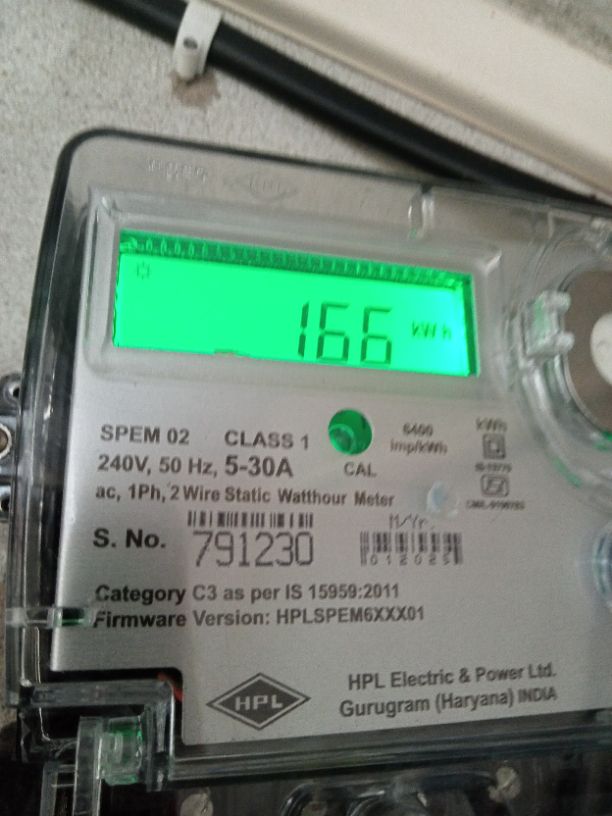 166 kWh
SPEM 02 CLASS 1
6400 imp/kWh
kWh
240V, 50 Hz, 5-30A
CAL
ac, 1Ph, 2 Wire Static Watthour Meter
M/Yr.
S. No. 791230
Category C3 as per IS 15959:2011
Firmware Version: HPLSPEM6XXX01
HPL
HPL Electric & Power Ltd.
Gurugram (Haryana) INDIA